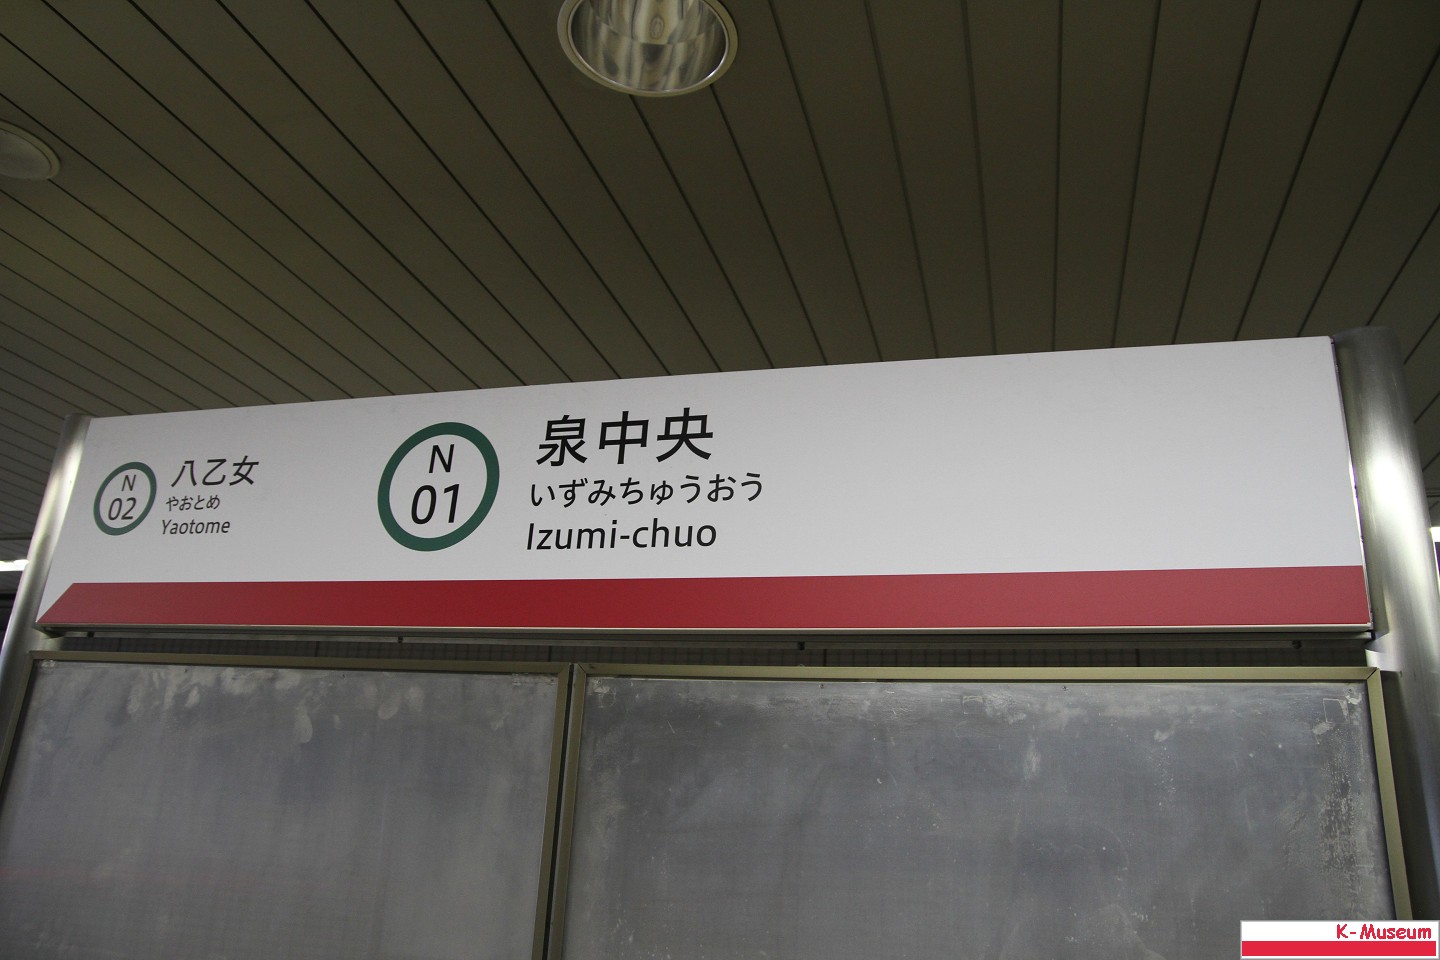 N
02
八乙女
やおとめ
Yaotome
N
01
泉中央
いずみちゅうおう
Izumi-chuo
K-Museum